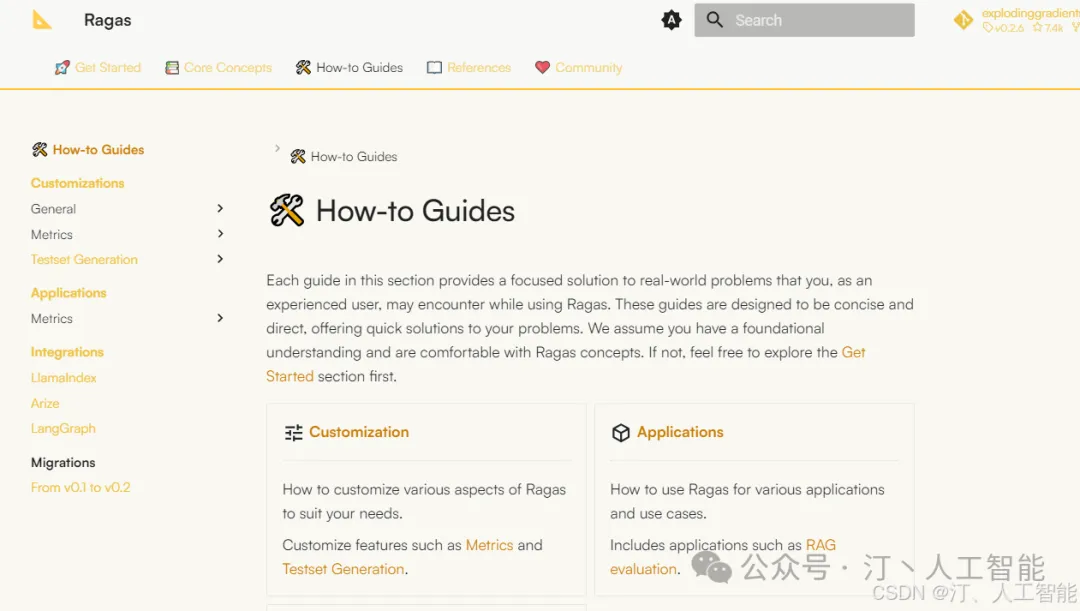 Ragas
Search
explodinggradients
v0.2.6 7.4k
Get Started Core Concepts How-to Guides References Community
How-to Guides
Customizations
General
Metrics
Testset Generation
Applications
Metrics
Integrations
LlamaIndex
Arize
LangGraph
Migrations
From v0.1 to v0.2
How-to Guides
How-to Guides
Each guide in this section provides a focused solution to real-world problems that you, as an
experienced user, may encounter while using Ragas. These guides are designed to be concise and
direct, offering quick solutions to your problems. We assume you have a foundational
understanding and are comfortable with Ragas concepts. If not, feel free to explore the Get
Started section first.
Customization
How to customize various aspects of Ragas
to suit your needs.
Customize features such as Metrics and
Testset Generation.
Applications
How to use Ragas for various applications
and use cases.
Includes applications such as RAG
evaluation.
公众号 · 汀丶人工智能
CSDN @汀、人工智能